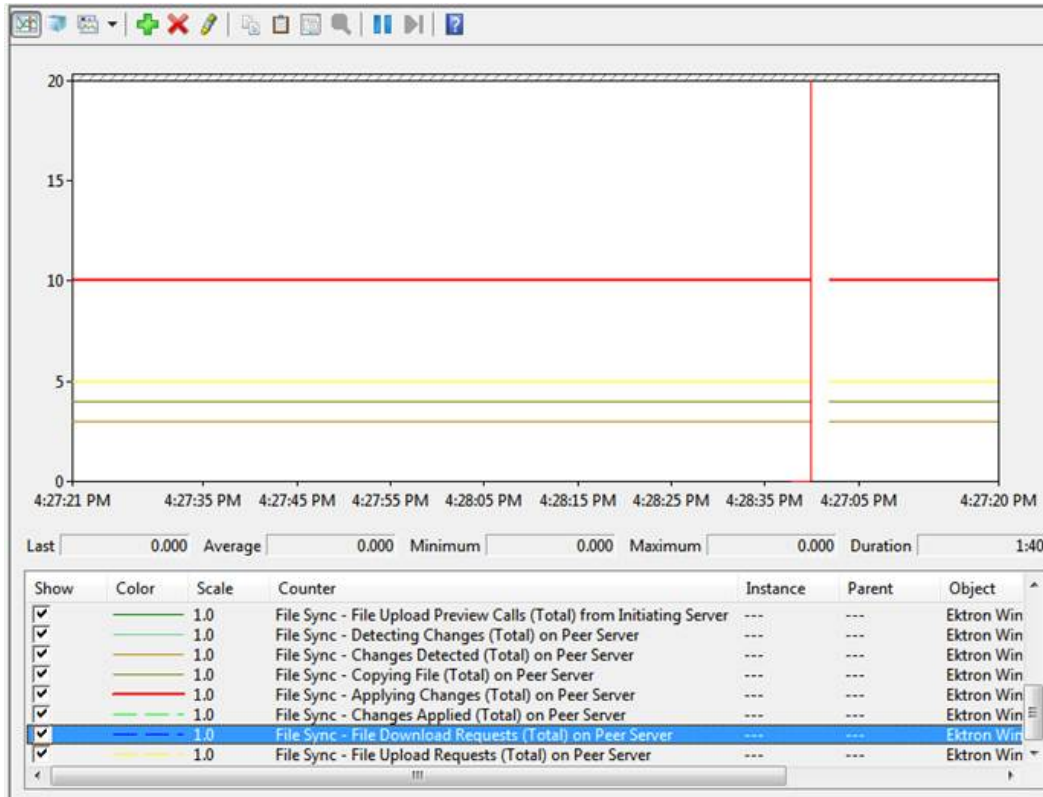 20
15
10
5
0
4:27:21 PM 4:27:35 PM 4:27:45 PM 4:27:55 PM 4:28:05 PM 4:28:15 PM 4:28:25 PM 4:28:35 PM 4:27:05 PM 4:27:20 PM
Last 0.000 Average 0.000 Minimum 0.000 Maximum 0.000 Duration 1:40
Show Color Scale Counter Instance Parent Object
1.0 File Sync - File Upload Preview Calls (Total) from Initiating Server --- --- Ektron Win
1.0 File Sync - Detecting Changes (Total) on Peer Server --- --- Ektron Win
1.0 File Sync - Changes Detected (Total) on Peer Server --- --- Ektron Win
1.0 File Sync - Copying File (Total) on Peer Server --- --- Ektron Win
1.0 File Sync - Applying Changes (Total) on Peer Server --- --- Ektron Win
1.0 File Sync - Changes Applied (Total) on Peer Server --- --- Ektron Win
1.0 File Sync - File Download Requests (Total) on Peer Server --- --- Ektron Win
1.0 File Sync - File Upload Requests (Total) on Peer Server --- --- Ektron Win